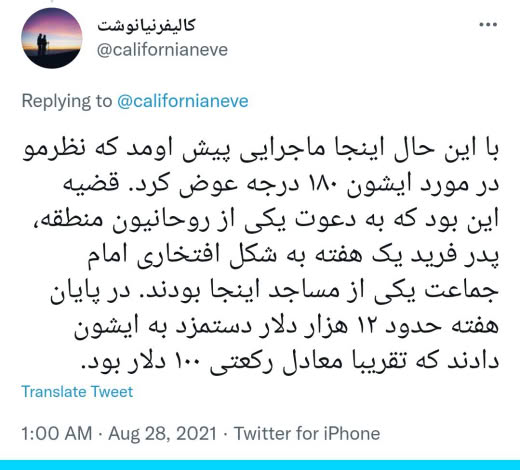 کالیفرنیانوشت
@californianeve
Replying to @californianeve
با این حال اینجا ماجرایی پیش اومد که نظرمو
در مورد ایشون ۱۸۰ درجه عوض کرد. قضیه
این بود که به دعوت یکی از روحانیون منطقه،
پدر فرید یک هفته به شکل افتخاری امام
جماعت یکی از مساجد اینجا بودند. در پایان
هفته حدود ۱۲ هزار دلار دستمزد به ایشون
دادند که تقریبا معادل رکعتی ۱۰۰ دلار بود.
Translate Tweet
1:00 AM · Aug 28, 2021 · Twitter for iPhone